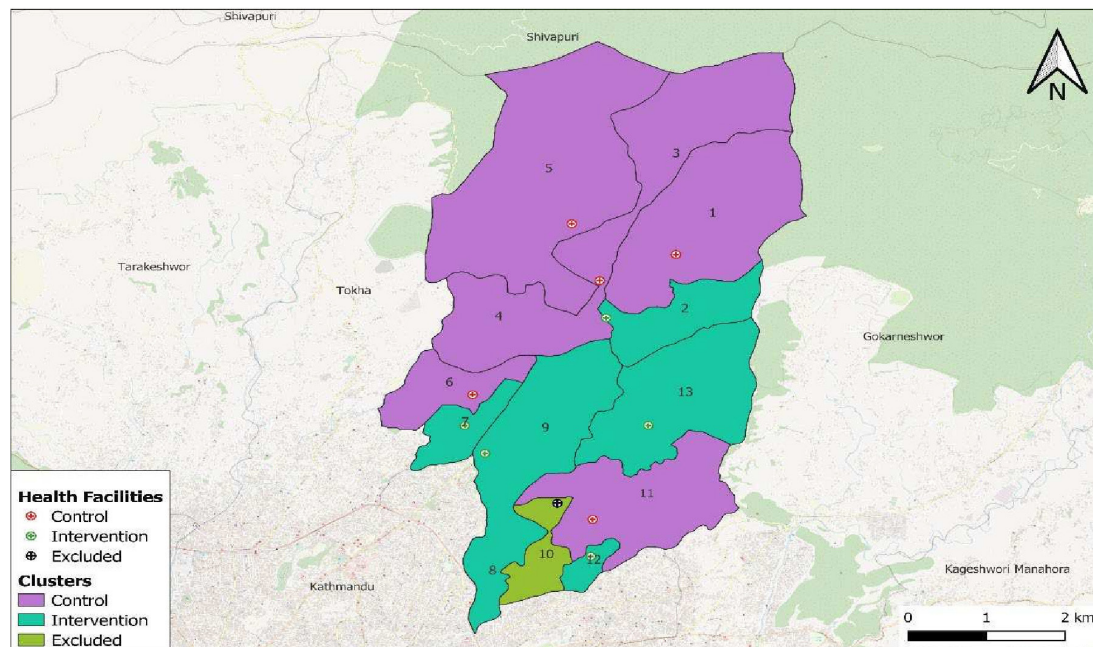 Shivapuri
Shivapuri
N
3
5
1
Tarakeshwor
Tokha
2
4
Gokarneshwor
6
13
7
9
11
10
12
8
Kathmandu
Kageshwori Manahora
Health Facilities
Control
Intervention
Excluded
Clusters
Control
Intervention
Excluded
0 1 2 km